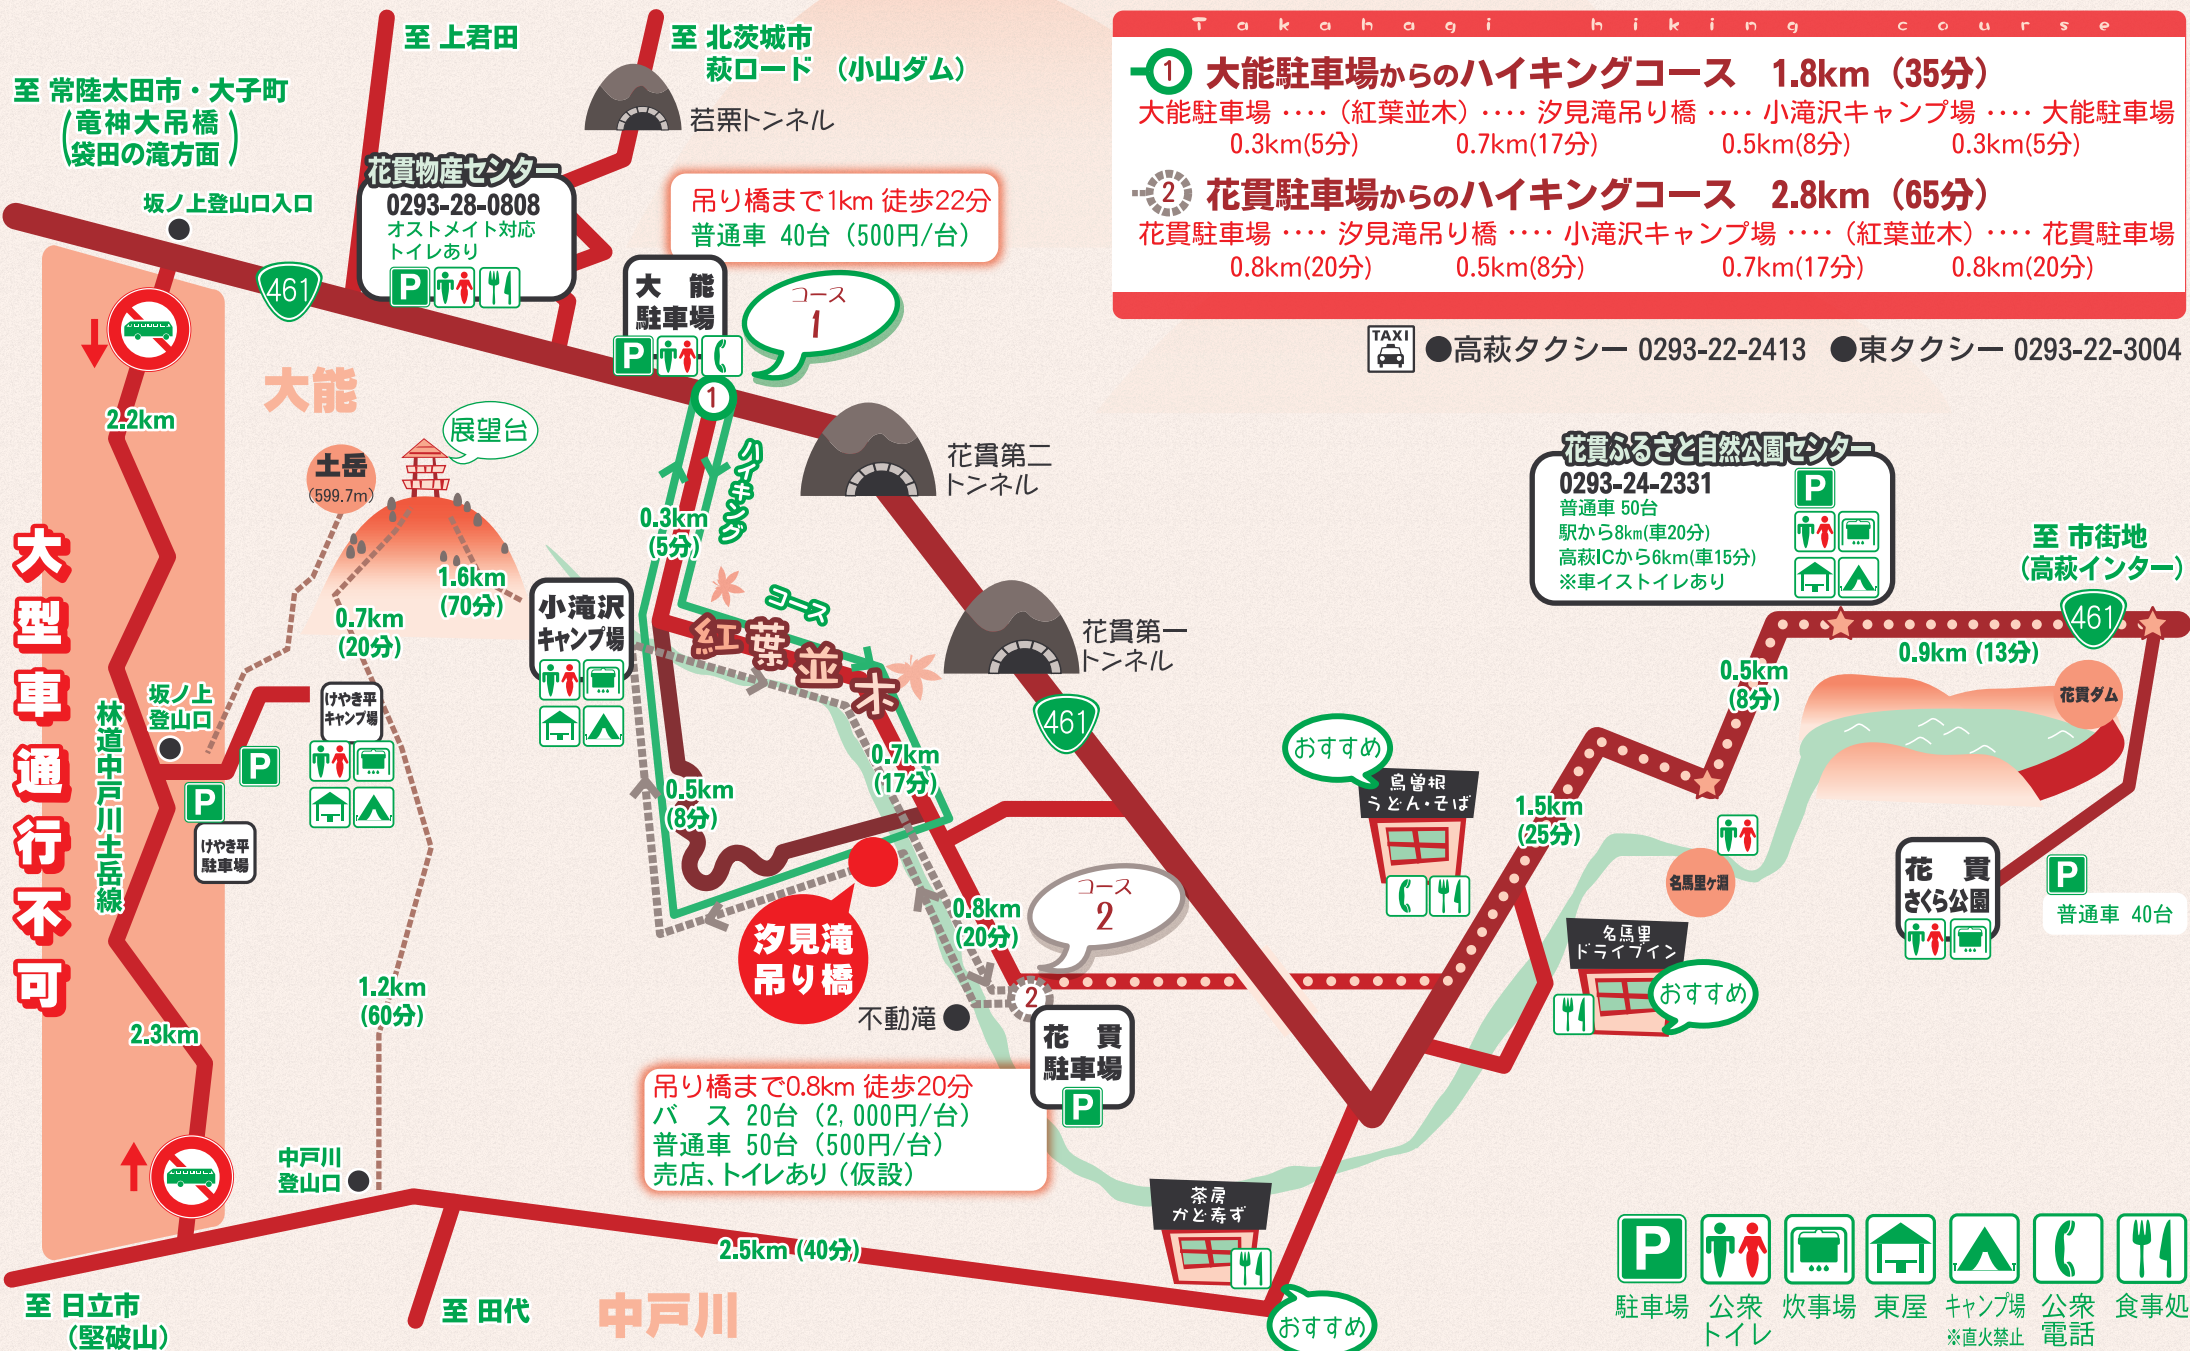 Takahagi hiking course
1 大能駐車場からのハイキングコース 1.8km（35分）
大能駐車場 ‥‥（紅葉並木）‥‥ 汐見滝吊り橋 ‥‥ 小滝沢キャンプ場 ‥‥ 大能駐車場
0.3km(5分) 0.7km(17分) 0.5km(8分) 0.3km(5分)
2 花貫駐車場からのハイキングコース 2.8km（65分）
花貫駐車場 ‥‥ 汐見滝吊り橋 ‥‥ 小滝沢キャンプ場 ‥‥（紅葉並木）‥‥ 花貫駐車場
0.8km(20分) 0.5km(8分) 0.7km(17分) 0.8km(20分)
TAXI ●高萩タクシー 0293-22-2413 ●東タクシー 0293-22-3004
至 上君田
至 北茨城市
萩ロード （小山ダム）
至 常陸太田市・大子町
（竜神大吊橋
袋田の滝方面）
若栗トンネル
坂ノ上登山口入口
花貫物産センター
0293-28-0808
オストメイト対応
トイレあり
P
吊り橋まで1km 徒歩22分
普通車 40台（500円/台）
461
大能
駐車場
P
コース
1
1
大能
2.2km
展望台
土岳
(599.7m)
ハイキング
コース
花貫第二
トンネル
0.3km
(5分)
1.6km
(70分)
0.7km
(20分)
小滝沢
キャンプ場
紅葉並木
花貫第一
トンネル
461
大型車通行不可
林道中戸川土岳線
坂ノ上
登山口
けやき平
キャンプ場
P
P
けやき平
駐車場
0.7km
(17分)
0.5km
(8分)
汐見滝
吊り橋
0.8km
(20分)
コース
2
2
不動滝
花貫
駐車場
P
1.2km
(60分)
2.3km
吊り橋まで0.8km 徒歩20分
バス 20台（2,000円/台）
普通車 50台（500円/台）
売店、トイレあり（仮設）
中戸川
登山口
2.5km (40分)
至 日立市
（堅破山）
至 田代
中戸川
花貫ふるさと自然公園センター
0293-24-2331
普通車 50台
駅から8km(車20分)
高萩ICから6km(車15分)
※車イストイレあり
P
至 市街地
（高萩インター）
461
0.9km (13分)
0.5km
(8分)
花貫ダム
おすすめ
鳥曽根
うどん・そば
1.5km
(25分)
名馬里ヶ淵
花貫
さくら公園
P
普通車 40台
名馬里
ドライブイン
おすすめ
茶房
かど寿ず
おすすめ
P
駐車場
公衆
トイレ
炊事場
東屋
キャンプ場
※直火禁止
公衆
電話
食事処